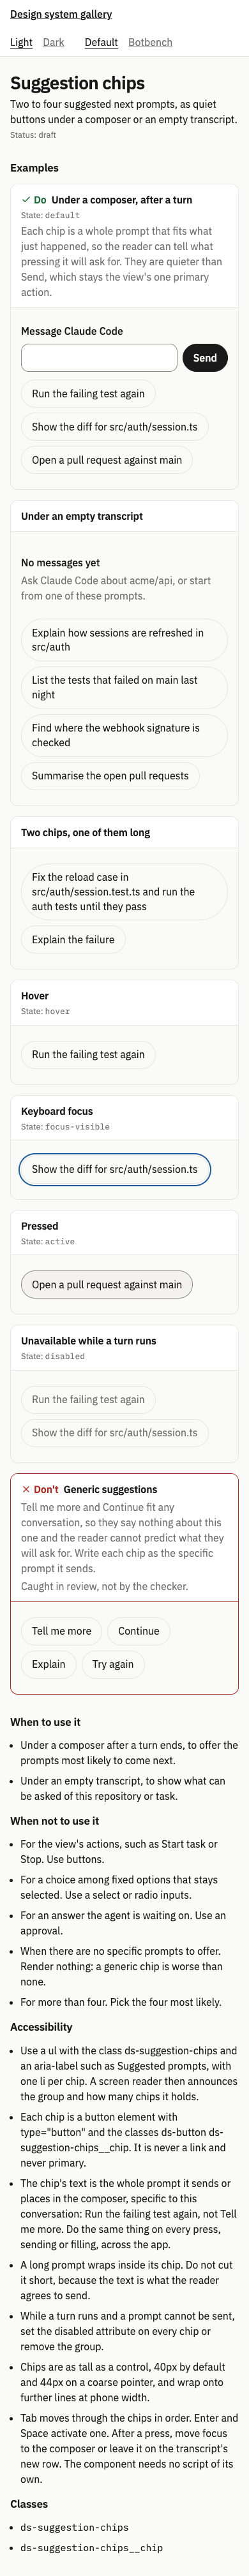 Design system gallery
Light Dark Default Botbench
Suggestion chips
Two to four suggested next prompts, as quiet
buttons under a composer or an empty transcript.
Status: draft
Examples
✓ Do Under a composer, after a turn
State: default
Each chip is a whole prompt that fits what
just happened, so the reader can tell what
pressing it will ask for. They are quieter than
Send, which stays the view's one primary
action.
Message Claude Code
Send
Run the failing test again
Show the diff for src/auth/session.ts
Open a pull request against main
Under an empty transcript
No messages yet
Ask Claude Code about acme/api, or start
from one of these prompts.
Explain how sessions are refreshed in
src/auth
List the tests that failed on main last
night
Find where the webhook signature is
checked
Summarise the open pull requests
Two chips, one of them long
Fix the reload case in
src/auth/session.test.ts and run the
auth tests until they pass
Explain the failure
Hover
State: hover
Run the failing test again
Keyboard focus
State: focus-visible
Show the diff for src/auth/session.ts
Pressed
State: active
Open a pull request against main
Unavailable while a turn runs
State: disabled
Run the failing test again
Show the diff for src/auth/session.ts
✕ Don't Generic suggestions
Tell me more and Continue fit any
conversation, so they say nothing about this
one and the reader cannot predict what they
will ask for. Write each chip as the specific
prompt it sends.
Caught in review, not by the checker.
Tell me more Continue
Explain Try again
When to use it
• Under a composer after a turn ends, to offer the
prompts most likely to come next.
• Under an empty transcript, to show what can
be asked of this repository or task.
When not to use it
• For the view's actions, such as Start task or
Stop. Use buttons.
• For a choice among fixed options that stays
selected. Use a select or radio inputs.
• For an answer the agent is waiting on. Use an
approval.
• When there are no specific prompts to offer.
Render nothing: a generic chip is worse than
none.
• For more than four. Pick the four most likely.
Accessibility
• Use a ul with the class ds-suggestion-chips and
an aria-label such as Suggested prompts, with
one li per chip. A screen reader then announces
the group and how many chips it holds.
• Each chip is a button element with
type="button" and the classes ds-button ds-
suggestion-chips__chip. It is never a link and
never primary.
• The chip's text is the whole prompt it sends or
places in the composer, specific to this
conversation: Run the failing test again, not Tell
me more. Do the same thing on every press,
sending or filling, across the app.
• A long prompt wraps inside its chip. Do not cut
it short, because the text is what the reader
agrees to send.
• While a turn runs and a prompt cannot be sent,
set the disabled attribute on every chip or
remove the group.
• Chips are as tall as a control, 40px by default
and 44px on a coarse pointer, and wrap onto
further lines at phone width.
• Tab moves through the chips in order. Enter and
Space activate one. After a press, move focus
to the composer or leave it on the transcript's
new row. The component needs no script of its
own.
Classes
• ds-suggestion-chips
• ds-suggestion-chips__chip